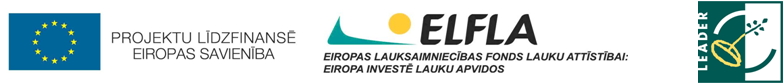 PROJEKTU LĪDZFINANSĒ
EIROPAS SAVIENĪBA
ELFLA
EIROPAS LAUKSAIMNIECĪBAS FONDS LAUKU ATTĪSTĪBAI:
EIROPA INVESTĒ LAUKU APVIDOS
LEADER